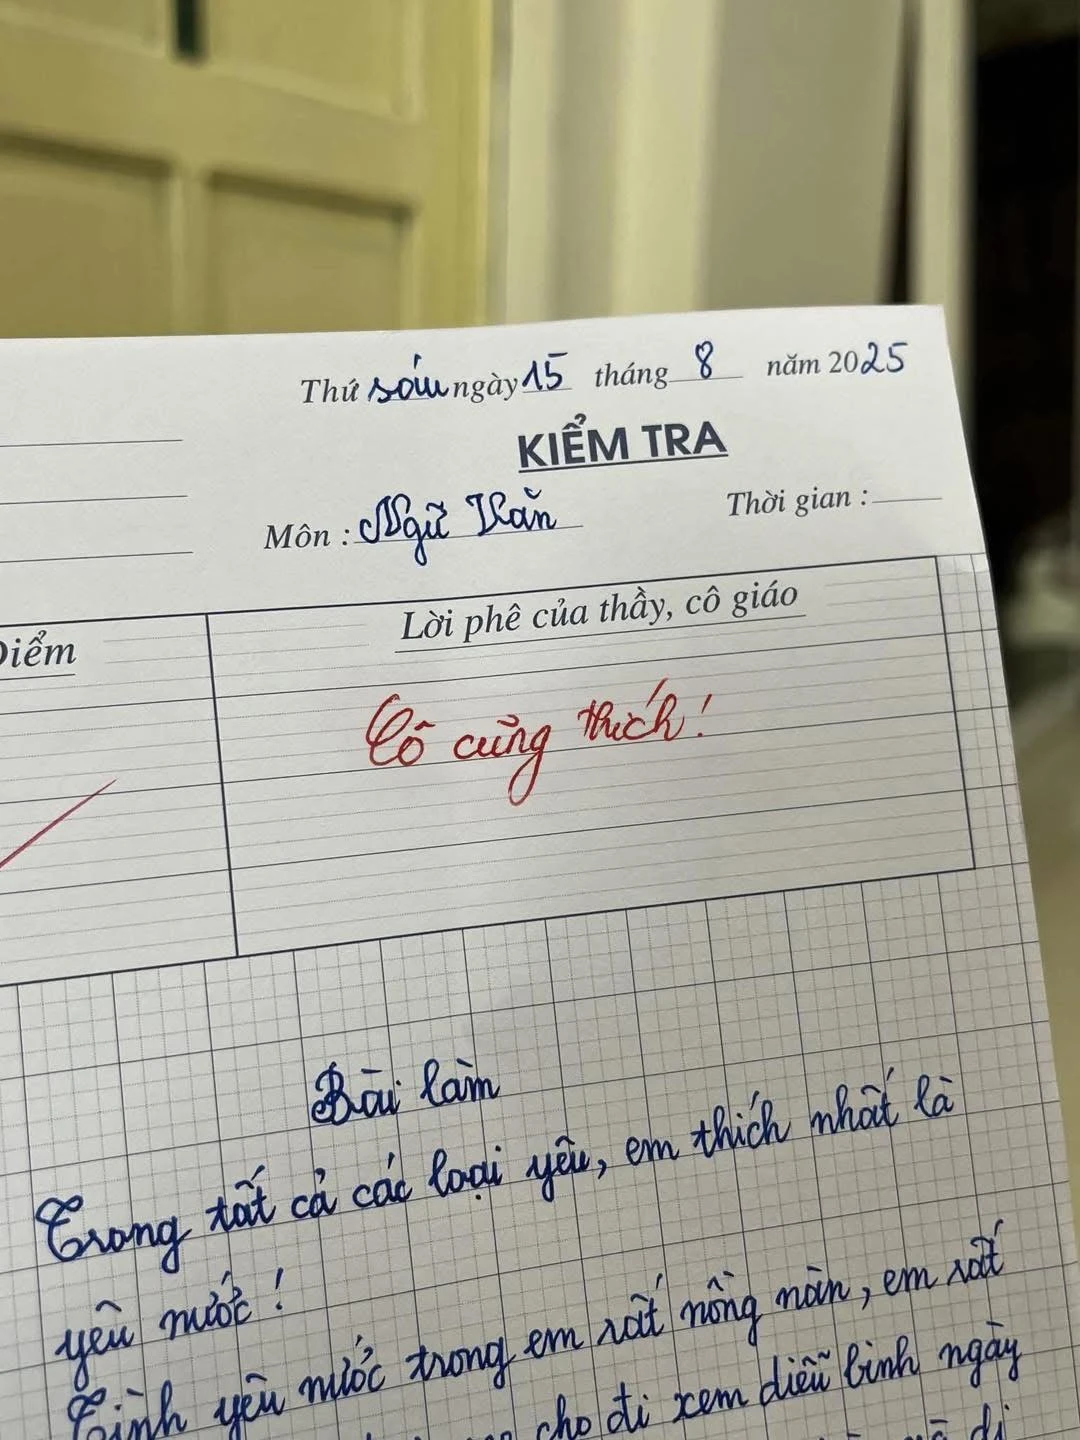 Thứ sáu ngày 15 tháng 8 năm 2025
KIỂM TRA
Môn : Ngữ Văn Thời gian :
Điểm
Lời phê của thầy, cô giáo
Cô cũng thích!
Bài làm
Trong tất cả các loại yêu, em thích nhất là
yêu nước!
Tình yêu nước trong em rất nồng nàn, em rất
cho đi xem diễu binh ngày
đi